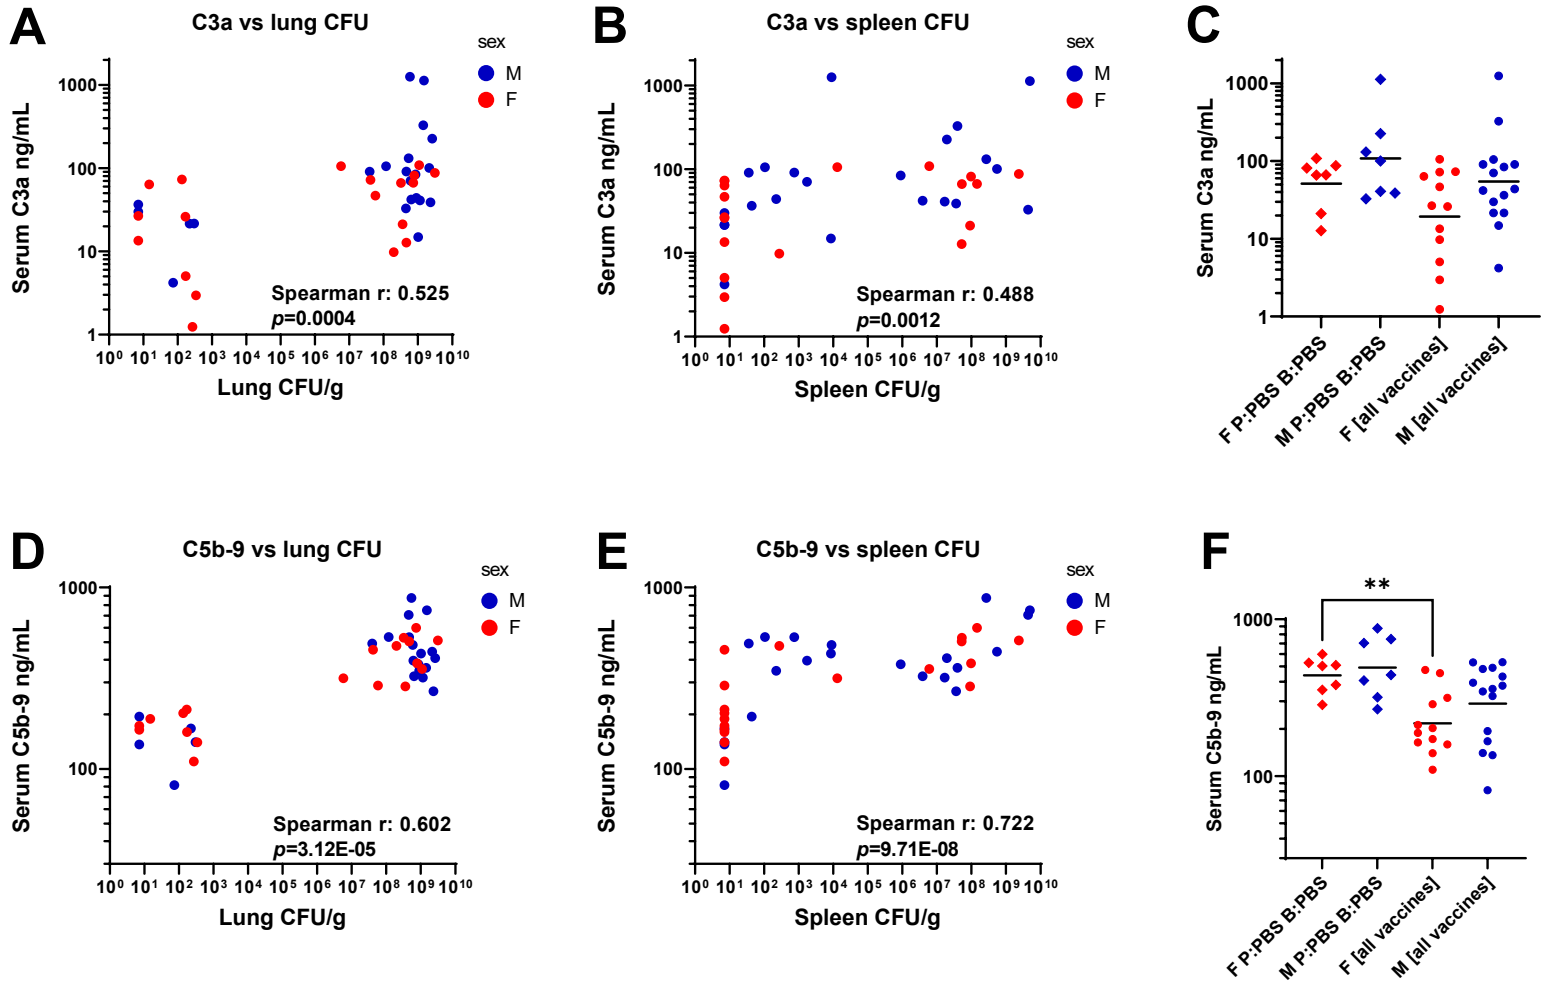 A
C3a vs lung CFU
sex
M
F
Serum C3a ng/mL
1000
100
10
1
Spearman r: 0.525
p=0.0004
10⁰ 10¹ 10² 10³ 10⁴ 10⁵ 10⁶ 10⁷ 10⁸ 10⁹ 10¹⁰
Lung CFU/g
B
C3a vs spleen CFU
sex
M
F
Serum C3a ng/mL
1000
100
10
1
Spearman r: 0.488
p=0.0012
10⁰ 10¹ 10² 10³ 10⁴ 10⁵ 10⁶ 10⁷ 10⁸ 10⁹ 10¹⁰
Spleen CFU/g
C
Serum C3a ng/mL
1000
100
10
1
F P:PBS B:PBS
M P:PBS B:PBS
F [all vaccines]
M [all vaccines]
D
C5b-9 vs lung CFU
sex
M
F
Serum C5b-9 ng/mL
1000
100
Spearman r: 0.602
p=3.12E-05
10⁰ 10¹ 10² 10³ 10⁴ 10⁵ 10⁶ 10⁷ 10⁸ 10⁹ 10¹⁰
Lung CFU/g
E
C5b-9 vs spleen CFU
sex
M
F
Serum C5b-9 ng/mL
1000
100
Spearman r: 0.722
p=9.71E-08
10⁰ 10¹ 10² 10³ 10⁴ 10⁵ 10⁶ 10⁷ 10⁸ 10⁹ 10¹⁰
Spleen CFU/g
F
**
Serum C5b-9 ng/mL
1000
100
F P:PBS B:PBS
M P:PBS B:PBS
F [all vaccines]
M [all vaccines]